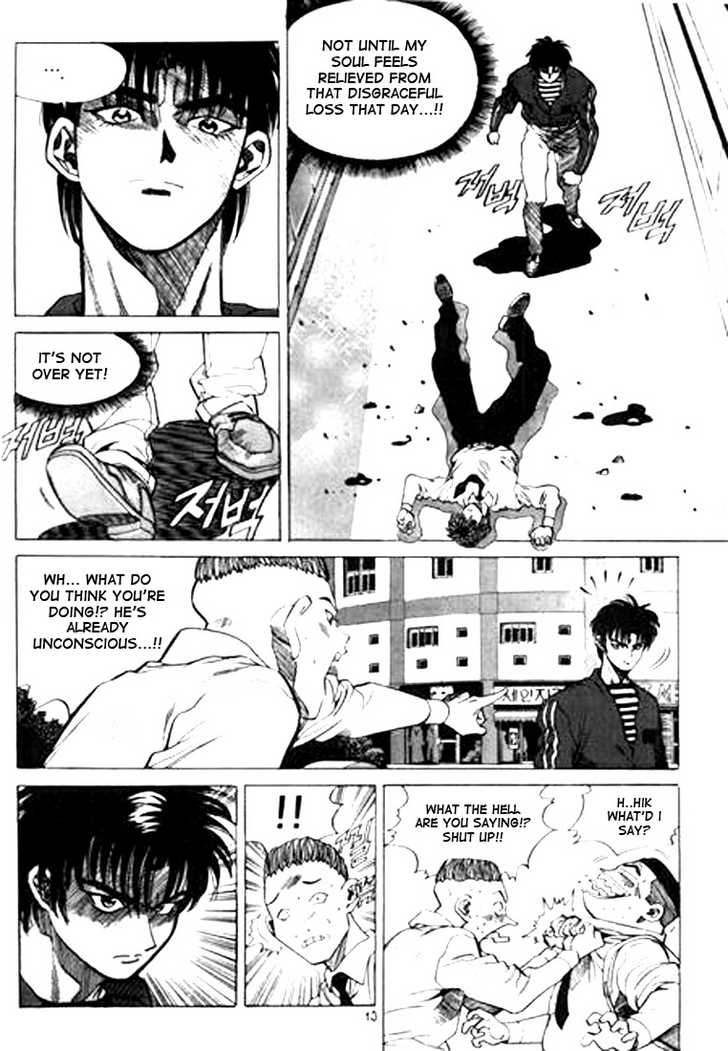 ...
NOT UNTIL MY
SOUL FEELS
RELIEVED FROM
THAT DISGRACEFUL
LOSS THAT DAY...!!
저벅
저벅
IT'S NOT
OVER YET!
저벅
저벅
WH... WHAT DO
YOU THINK YOU'RE
DOING!? HE'S
ALREADY
UNCONSCIOUS...!!
세인
!!
WHAT THE HELL
ARE YOU SAYING!?
SHUT UP!!
H..HIK
WHAT'D I
SAY?
13